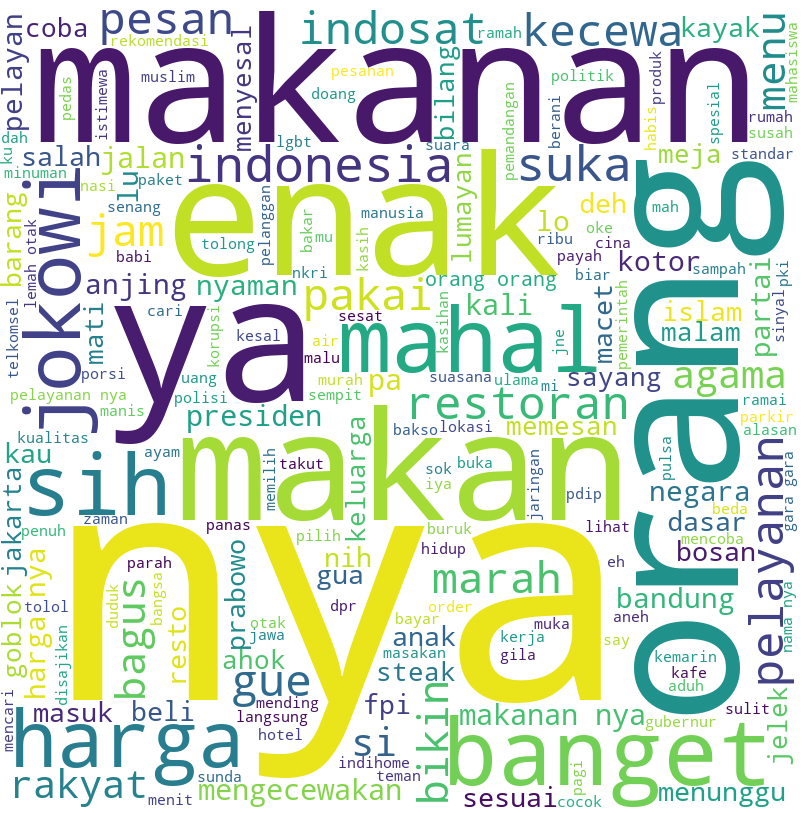 coba
pesan
rekomendasi
indosat
ramah
kecewa
kayak
menu
mahasiswa
pelayan
makanan
muslim
pedas
istimewa
menyesal
doang
pesanan
bilang
politik
berani
habis
produk
spesial
rumah
susah
dah
ku
minuman
salah
jalan
lu
nasi
paket
indonesia
lgbt
suara
pemandangan
suka
meja
standar
jokowi
barang
senang
jam
babi
enak
tolong
pelanggan
bakar
mu
kasih
manusia
lumayan
lo
ribu
oke
cina
deh
mah
orang
lemah otak
telkomsel
anjing
nyaman
nkri
pakai
orang orang
payah
biar
kotor
sampah
partai
pki
sinyal
mati
cari
ya
korupsi
kesal
sesat
air
malu
mahal
kasihan
kali
jne
macet
pemerintah
islam
malam
porsi
pelayanan nya
manis
uang
polisi
murah
sempit
pa
suasana
ulama
mi
sayang
agama
ramai
parkir
alasan
presiden
restoran
memesan
kualitas
kau
jakarta
ayam
sih
makan
memilih
takut
keluarga
bakso
lokasi
sok
iya
buka
jaringan
pdip
negara
pulsa
beda
mencoba
gara gara
pelayanan
zaman
penuh
panas
nya
pilih
buruk
hidup
lihat
dasar
bosan
goblok
tolol
harga nya
parah
duduk
bangsa
bagus
resto
prabowo
nih
gua
dpr
marah
eh
bandung
aneh
nama nya
disajikan
otak
jawa
ahok
gue
bayar
order
anak
masakan
steak
muka
kerja
gila
say
kemarin
kafe
aduh
jelek
mencari
masuk
beli
mending
langsung
fpi
bikin
makanan nya
gubernur
sulit
harga
hotel
si
indihome
teman
banget
pagi
rakyat
sunda
menit
mengecewakan
sesuai
cocok
menunggu